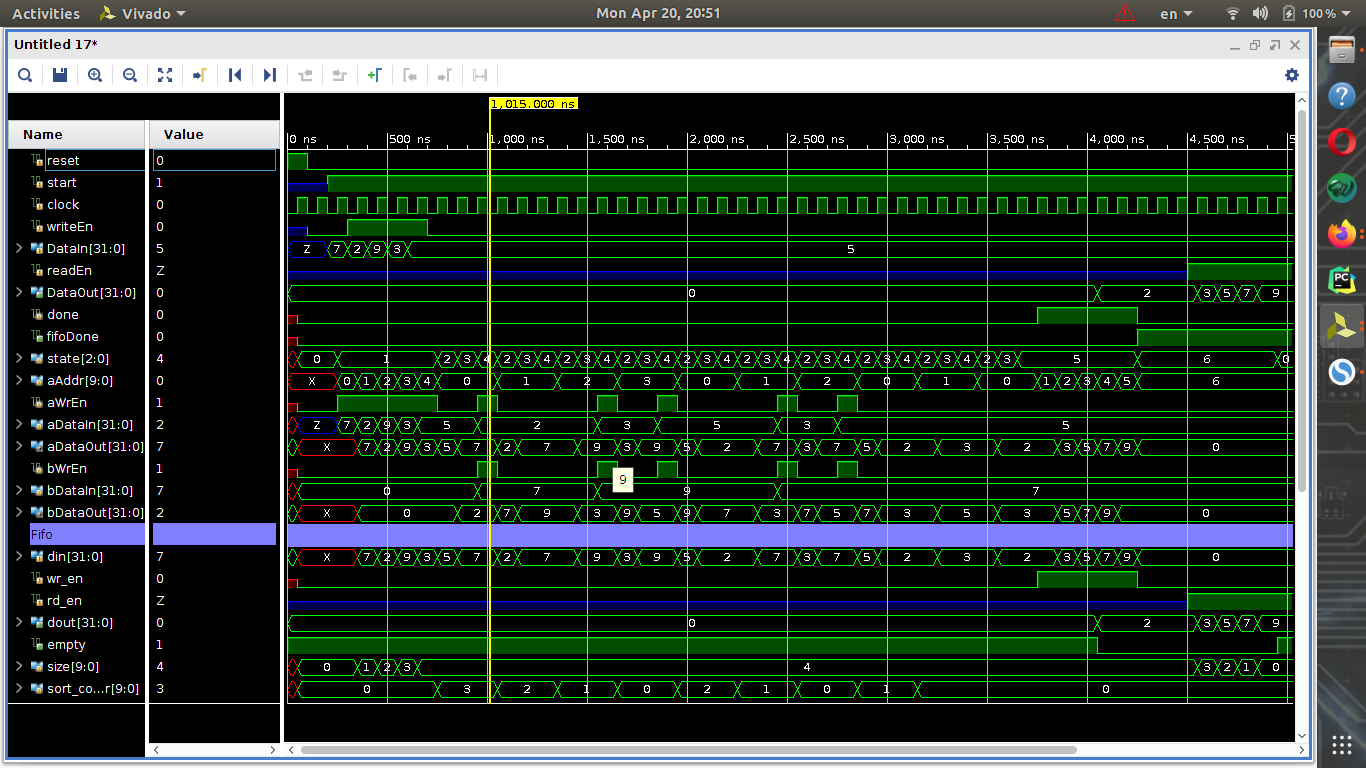 Activities Vivado Mon Apr 20, 20:51 en 100 %
Untitled 17*
1,015.000 ns
Name Value 0 ns 500 ns 1,000 ns 1,500 ns 2,000 ns 2,500 ns 3,000 ns 3,500 ns 4,000 ns 4,500 ns 5
reset 0
start 1
clock 0
writeEn 0
DataIn[31:0] 5 Z 7 2 9 3 5
readEn Z
DataOut[31:0] 0 0 2 3 5 7 9
done 0
fifoDone 0
state[2:0] 4 0 1 2 3 4 2 3 4 2 3 4 2 3 4 2 3 4 2 3 4 2 3 4 2 3 4 2 3 5 6 0
aAddr[9:0] 0 X 0 1 2 3 4 0 1 2 3 0 1 2 0 1 0 1 2 3 4 5 6
aWrEn 1
aDataIn[31:0] 2 Z 7 2 9 3 5 2 3 5 3 5
aDataOut[31:0] 7 X 7 2 9 3 5 7 2 7 9 3 9 5 2 7 3 7 5 2 3 2 3 5 7 9 0
bWrEn 1
9
bDataIn[31:0] 7 0 7 9 7
bDataOut[31:0] 2 X 0 2 7 9 3 9 5 9 7 3 7 5 7 3 5 3 5 7 9 0
Fifo
din[31:0] 7 X 7 2 9 3 5 7 2 7 9 3 9 5 2 7 3 7 5 2 3 2 3 5 7 9 0
wr_en 0
rd_en Z
dout[31:0] 0 0 2 3 5 7 9
empty 1
size[9:0] 4 0 1 2 3 4 3 2 1 0
sort_co...r[9:0] 3 0 3 2 1 0 2 1 0 1 0